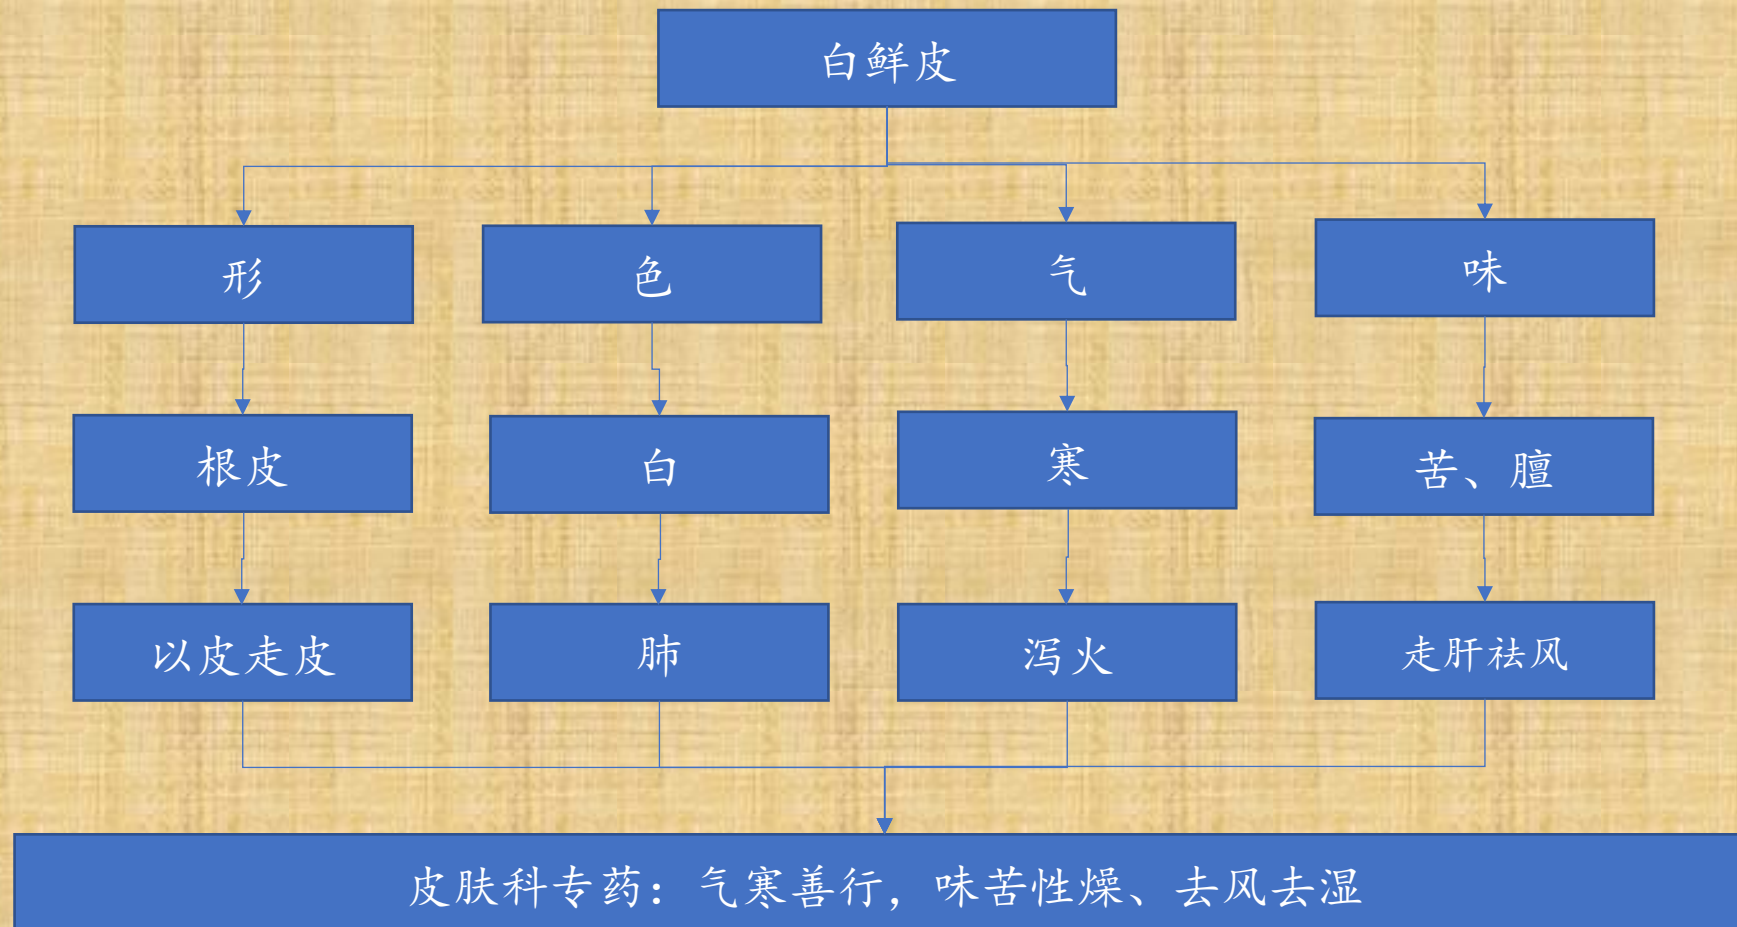 白鲜皮
形
色
气
味
根皮
白
寒
苦、膻
以皮走皮
肺
泻火
走肝祛风
皮肤科专药：气寒善行，味苦性燥、去风去湿